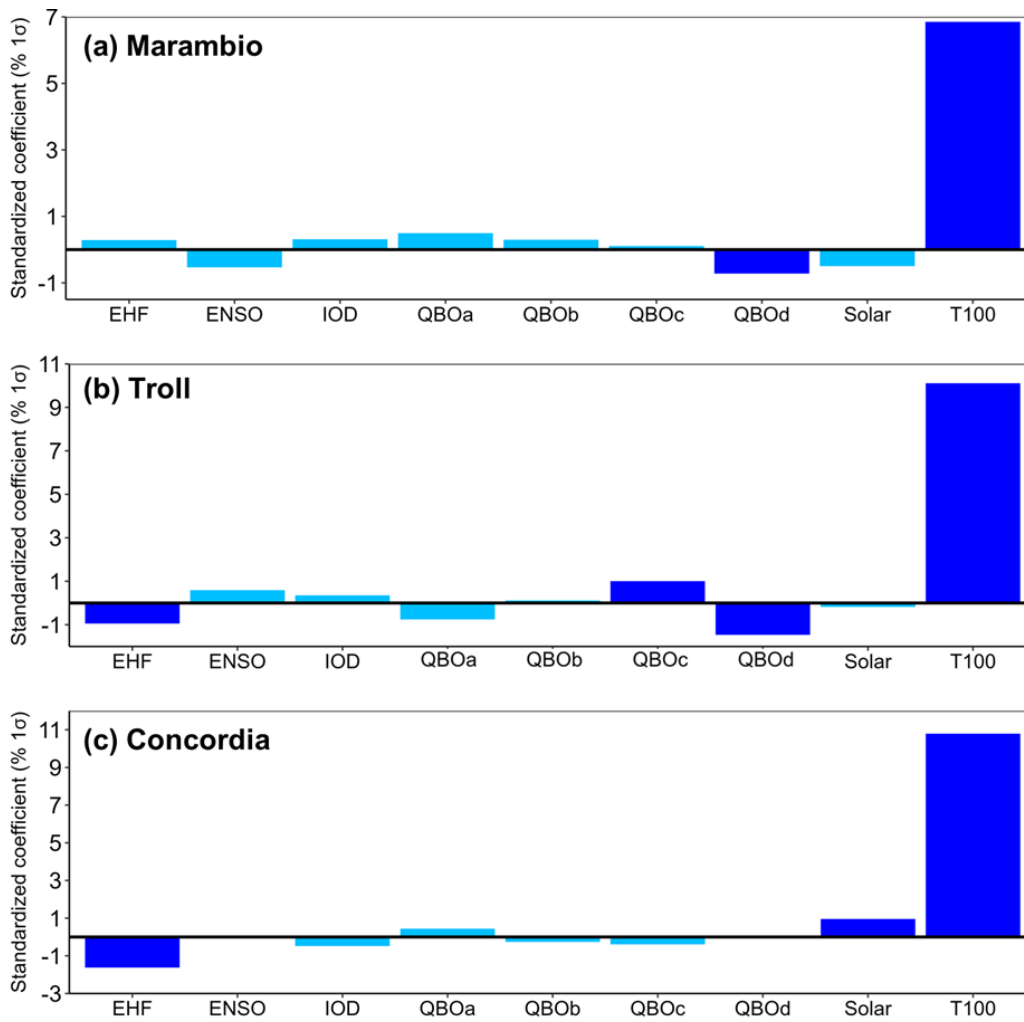 (a) Marambio
Standardized coefficient (% 1σ)
7
5
3
1
-1
EHF ENSO IOD QBOa QBOb QBOc QBOd Solar T100
(b) Troll
Standardized coefficient (% 1σ)
11
9
7
5
3
1
-1
EHF ENSO IOD QBOa QBOb QBOc QBOd Solar T100
(c) Concordia
Standardized coefficient (% 1σ)
11
9
7
5
3
1
-1
-3
EHF ENSO IOD QBOa QBOb QBOc QBOd Solar T100